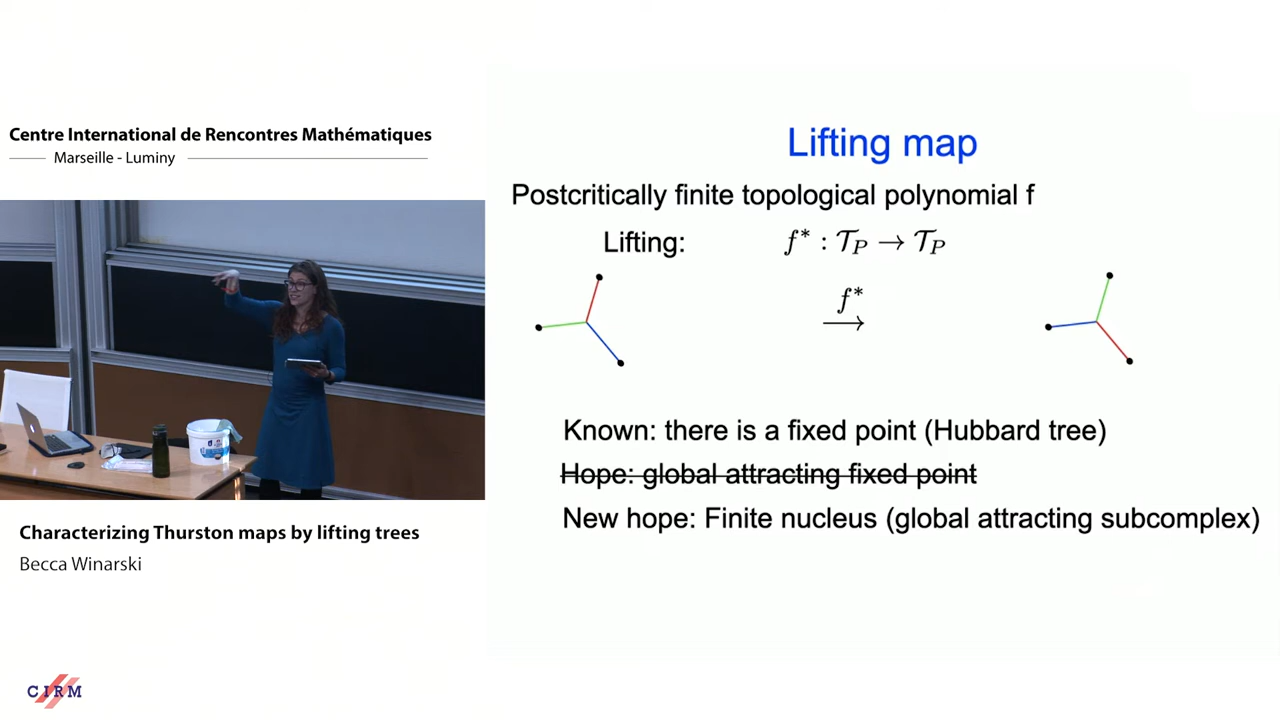 Centre International de Rencontres Mathématiques
Marseille - Luminy
Lifting map
Postcritically finite topological polynomial f
Lifting: f* : 𝒯_P → 𝒯_P
f*
→
Known: there is a fixed point (Hubbard tree)
Hope: global attracting fixed point
New hope: Finite nucleus (global attracting subcomplex)
Characterizing Thurston maps by lifting trees
Becca Winarski
CIRM